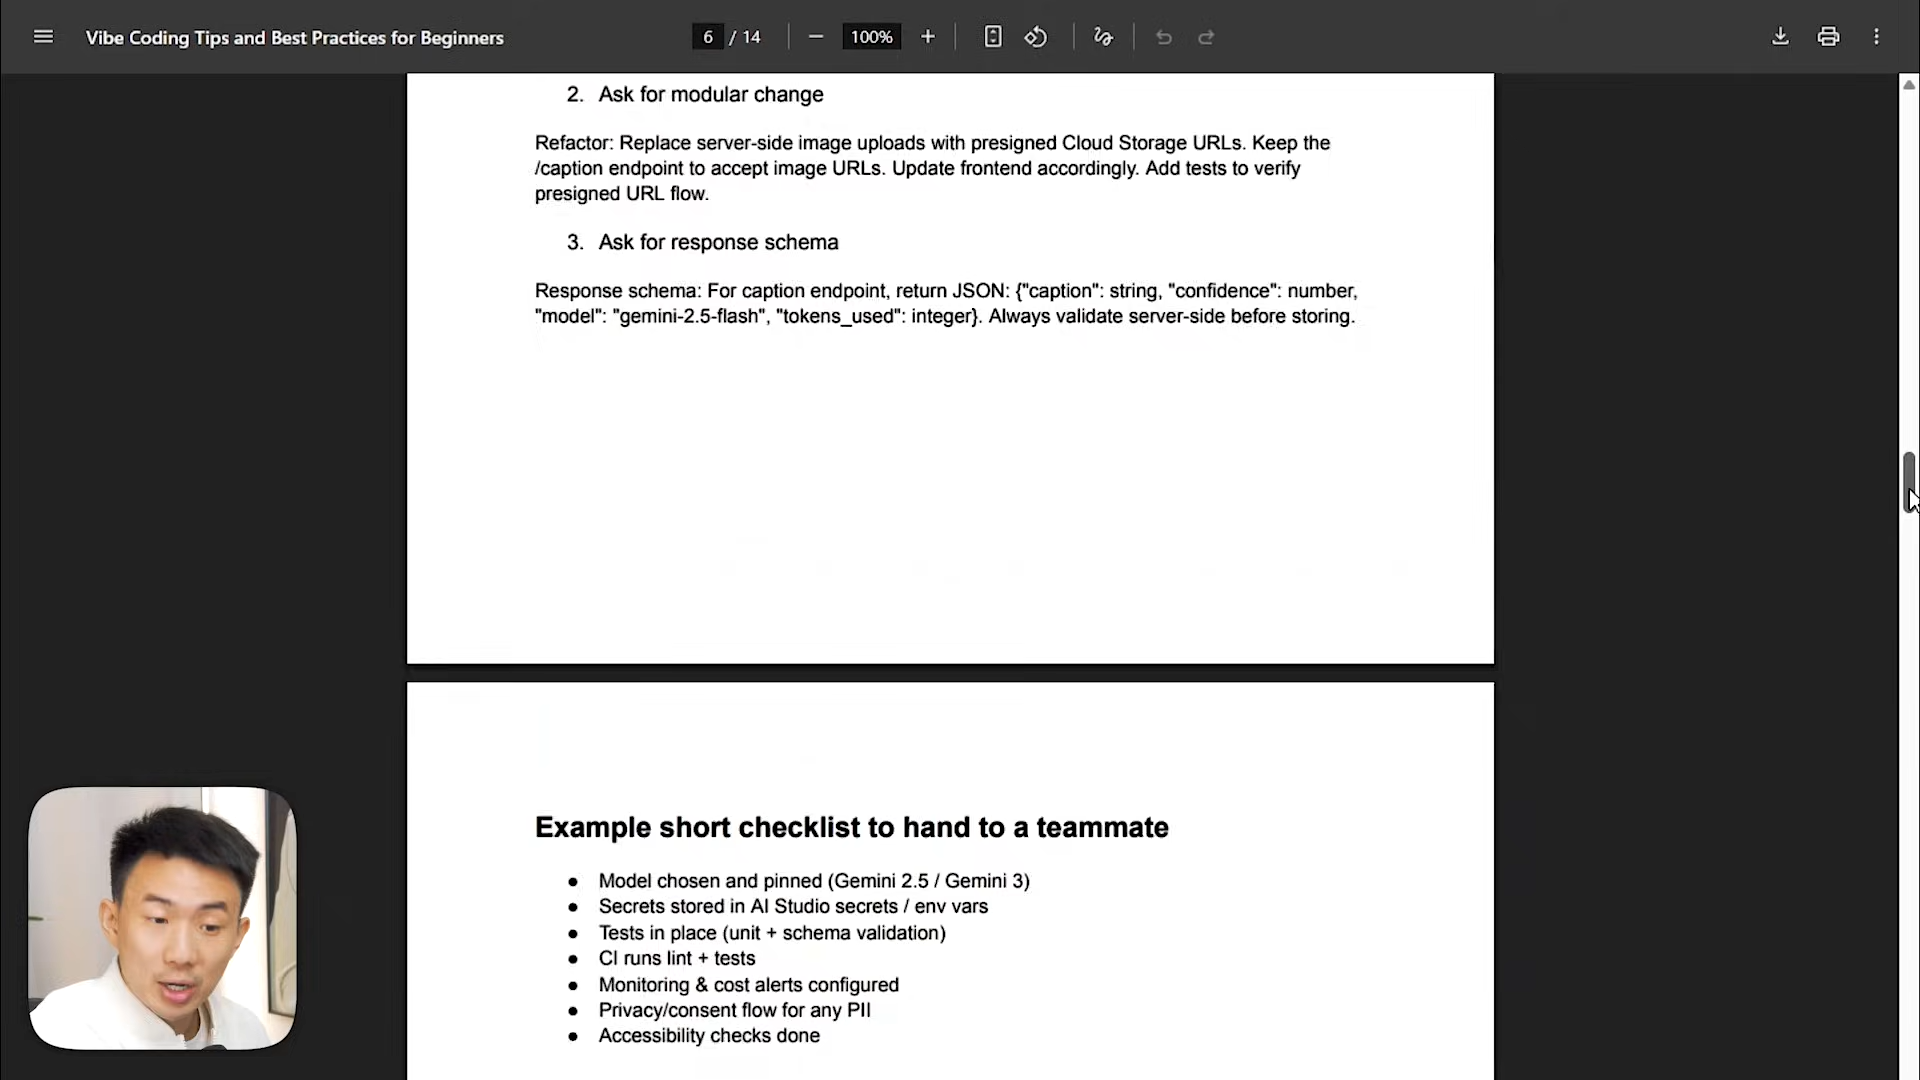 Vibe Coding Tips and Best Practices for Beginners
6 / 14
100%
2. Ask for modular change
Refactor: Replace server-side image uploads with presigned Cloud Storage URLs. Keep the
/caption endpoint to accept image URLs. Update frontend accordingly. Add tests to verify
presigned URL flow.
3. Ask for response schema
Response schema: For caption endpoint, return JSON: {"caption": string, "confidence": number,
"model": "gemini-2.5-flash", "tokens_used": integer}. Always validate server-side before storing.
Example short checklist to hand to a teammate
● Model chosen and pinned (Gemini 2.5 / Gemini 3)
● Secrets stored in AI Studio secrets / env vars
● Tests in place (unit + schema validation)
● CI runs lint + tests
● Monitoring & cost alerts configured
● Privacy/consent flow for any PII
● Accessibility checks done